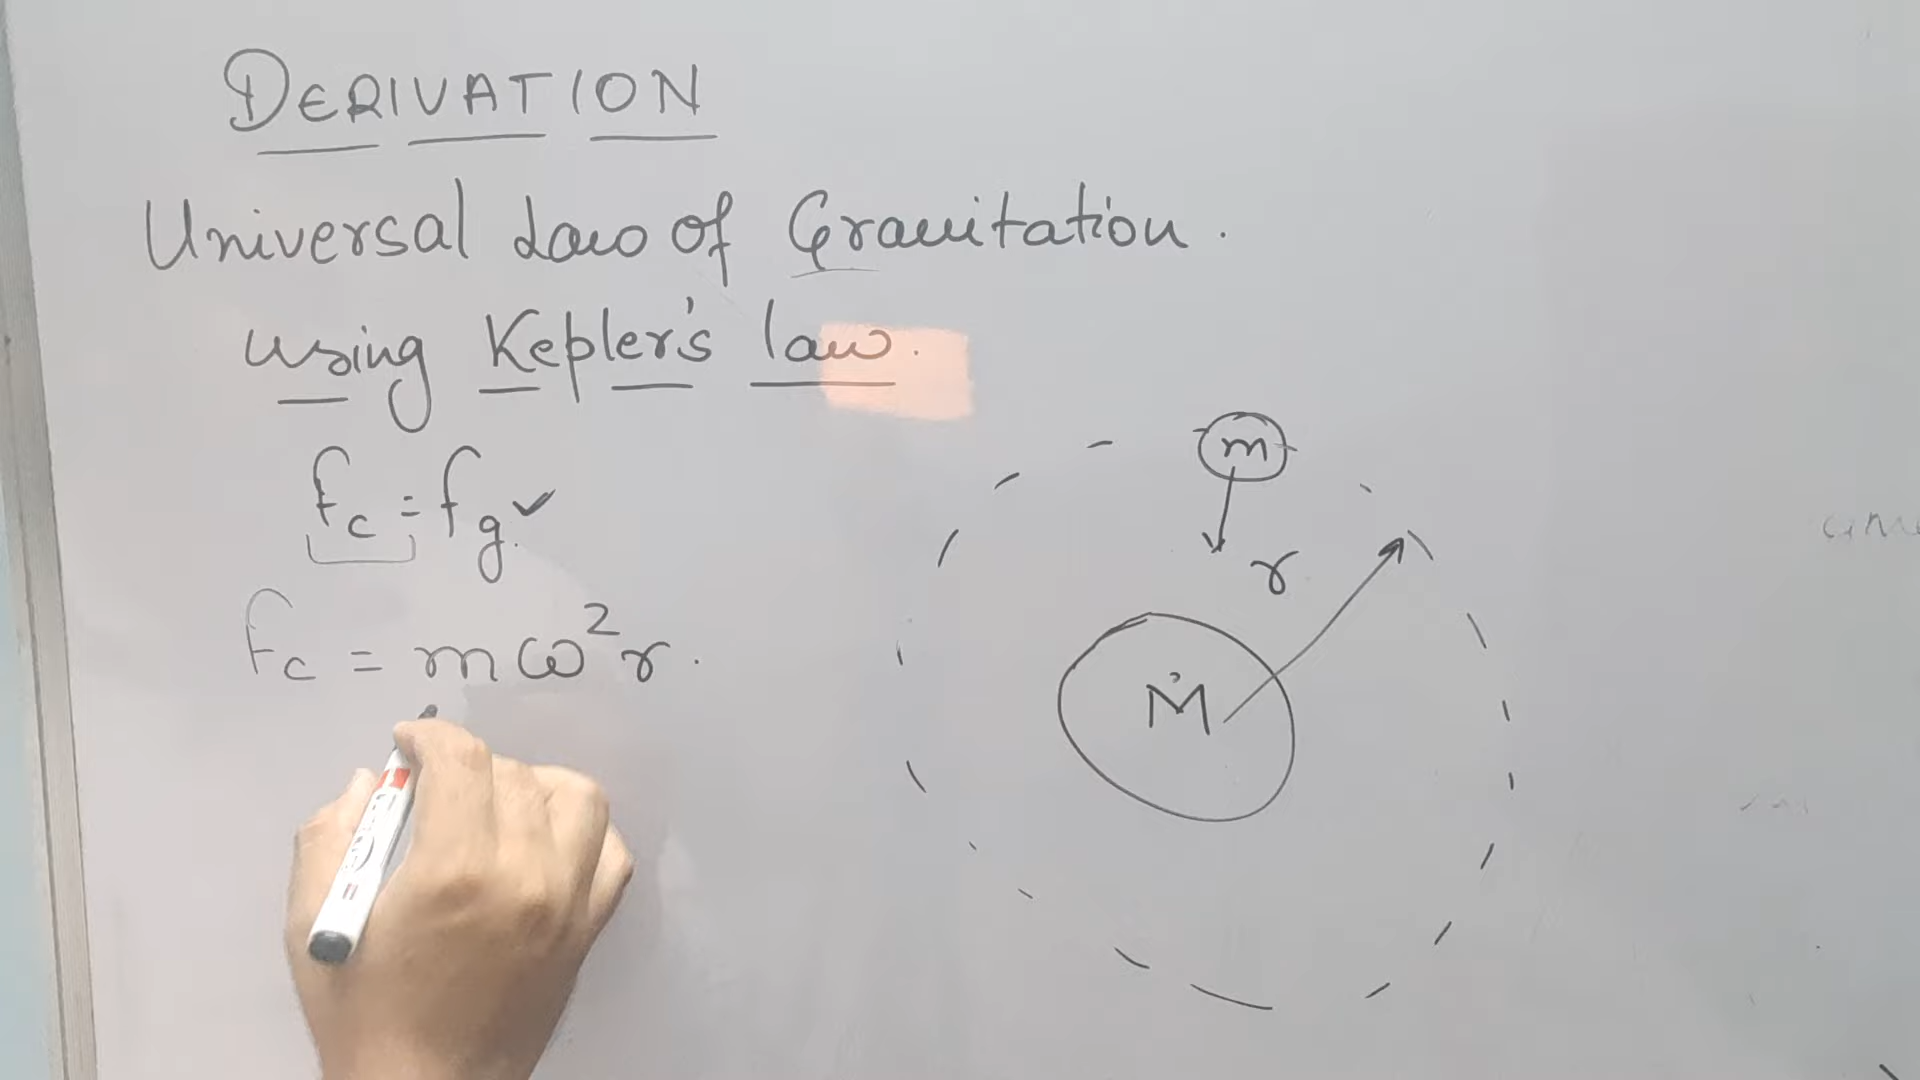 DERIVATION
Universal Law of Gravitation.
using Kepler's law.
Fc = Fg ✓
Fc = mω²r.
m
r
M